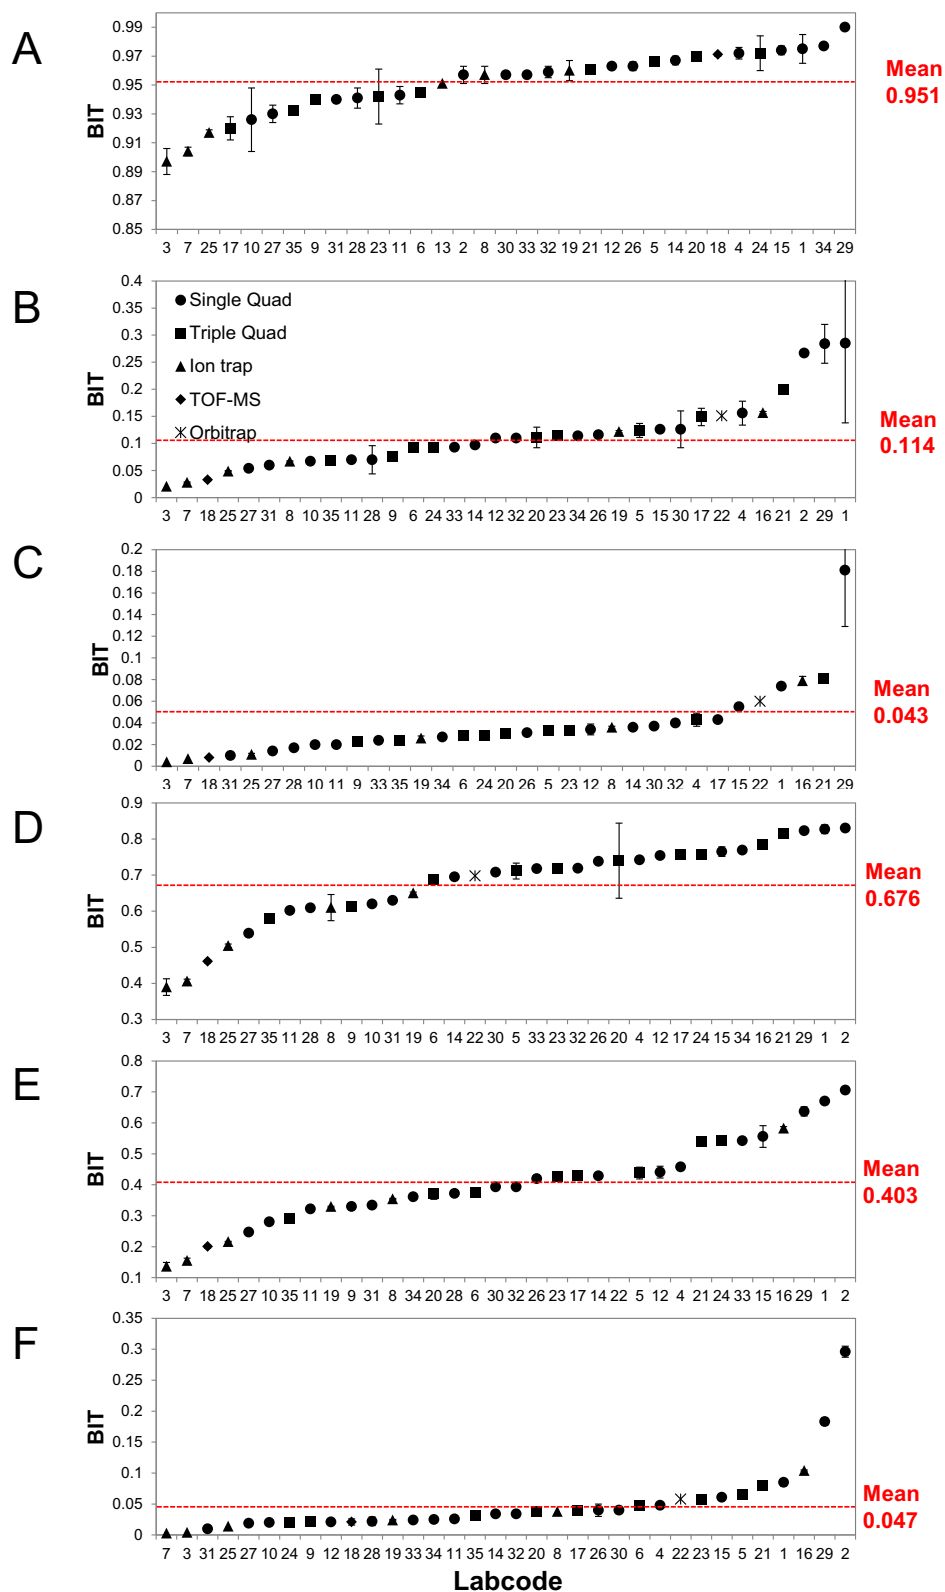 A
BIT
0.99
0.97
0.95
0.93
0.91
0.89
0.87
0.85
Mean
0.951
3 7 25 17 10 27 35 9 31 28 23 11 6 13 2 8 30 33 32 19 21 12 26 5 14 20 18 4 24 15 1 34 29
B
BIT
0.4
0.35
0.3
0.25
0.2
0.15
0.1
0.05
0
Single Quad
Triple Quad
Ion trap
TOF-MS
Orbitrap
Mean
0.114
3 7 18 25 27 31 8 10 35 11 28 9 6 24 33 14 12 32 20 23 34 26 19 5 15 30 17 22 4 16 21 2 29 1
C
BIT
0.2
0.18
0.16
0.14
0.12
0.1
0.08
0.06
0.04
0.02
0
Mean
0.043
3 7 18 31 25 27 28 10 11 9 33 35 19 34 6 24 20 26 5 23 12 8 14 30 32 4 17 15 22 1 16 21 29
D
BIT
0.9
0.8
0.7
0.6
0.5
0.4
0.3
Mean
0.676
3 7 18 25 27 35 11 28 8 9 10 31 19 6 14 22 30 5 33 23 32 26 20 4 12 17 24 15 34 16 21 29 1 2
E
BIT
0.8
0.7
0.6
0.5
0.4
0.3
0.2
0.1
Mean
0.403
3 7 18 25 27 10 35 11 19 9 31 8 34 20 28 6 30 32 26 23 17 14 22 5 12 4 21 24 33 15 16 29 1 2
F
BIT
0.35
0.3
0.25
0.2
0.15
0.1
0.05
0
Mean
0.047
7 3 31 25 27 10 24 9 12 18 28 19 33 34 11 35 14 32 20 8 17 26 30 6 4 22 23 15 5 21 1 16 29 2
Labcode